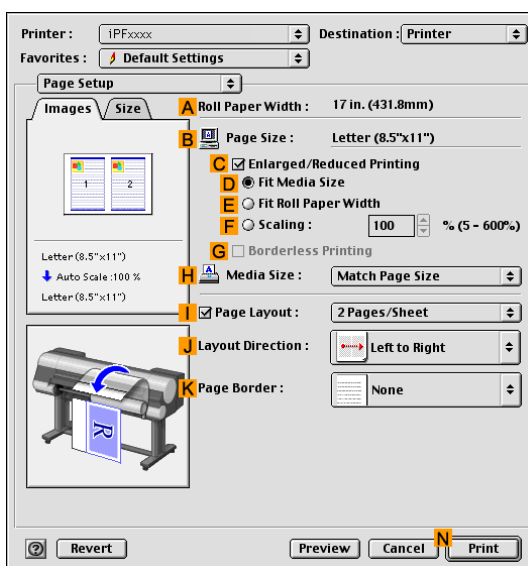 Printer : iPFxxxx Destination : Printer
Favorites : Default Settings
Page Setup
Images Size
A Roll Paper Width : 17 in. (431.8mm)
B Page Size : Letter (8.5"x11")
C Enlarged/Reduced Printing
D Fit Media Size
E Fit Roll Paper Width
F Scaling : 100 % (5 - 600%)
G Borderless Printing
H Media Size : Match Page Size
I Page Layout : 2 Pages/Sheet
J Layout Direction : Left to Right
K Page Border : None
1 2
Letter (8.5"x11")
Auto Scale :100 %
Letter (8.5"x11")
R
? Revert Preview Cancel N Print